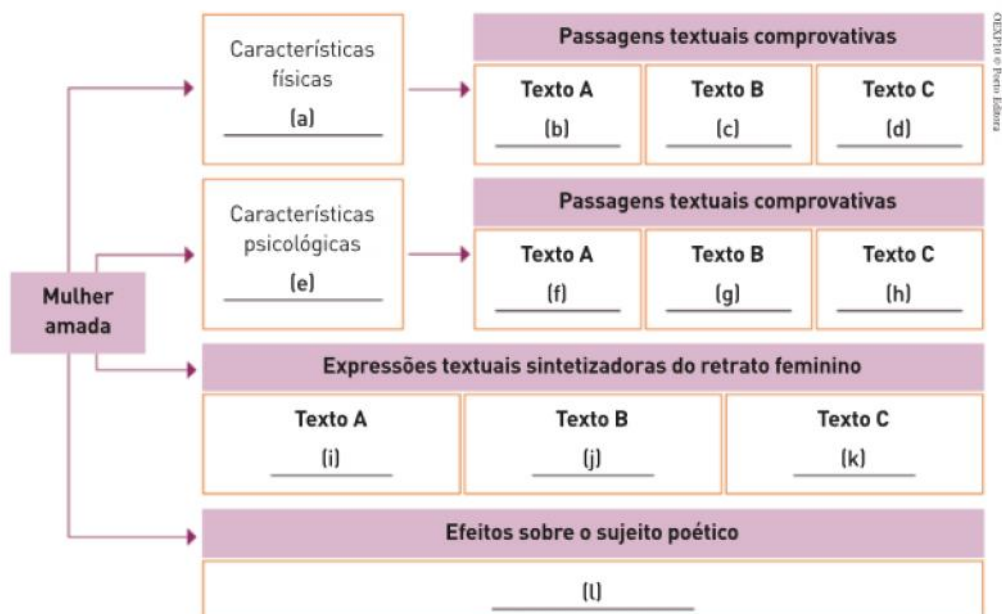 Características
físicas
(a)
Passagens textuais comprovativas
Texto A
(b)
Texto B
(c)
Texto C
(d)
Características
psicológicas
(e)
Passagens textuais comprovativas
Texto A
(f)
Texto B
(g)
Texto C
(h)
Mulher
amada
Expressões textuais sintetizadoras do retrato feminino
Texto A
(i)
Texto B
(j)
Texto C
(k)
Efeitos sobre o sujeito poético
(l)
OEXP10 © Porto Editora